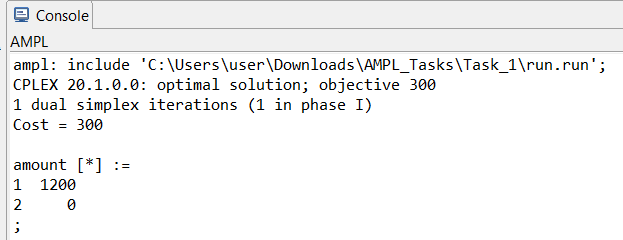 Console
AMPL
ampl: include 'C:\Users\user\Downloads\AMPL_Tasks\Task_1\run.run';
CPLEX 20.1.0.0: optimal solution; objective 300
1 dual simplex iterations (1 in phase I)
Cost = 300
amount [*] :=
1  1200
2     0
;